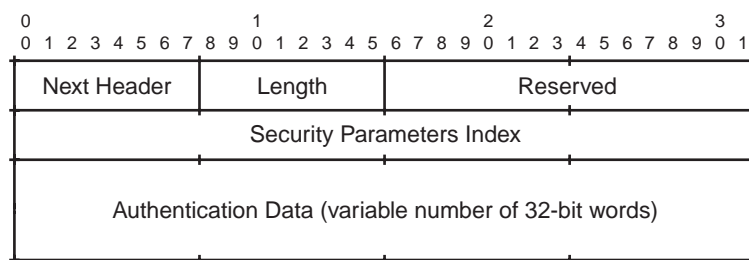 0 1 2 3
0 1 2 3 4 5 6 7 8 9 0 1 2 3 4 5 6 7 8 9 0 1 2 3 4 5 6 7 8 9 0 1
Next Header Length Reserved
Security Parameters Index
Authentication Data (variable number of 32-bit words)